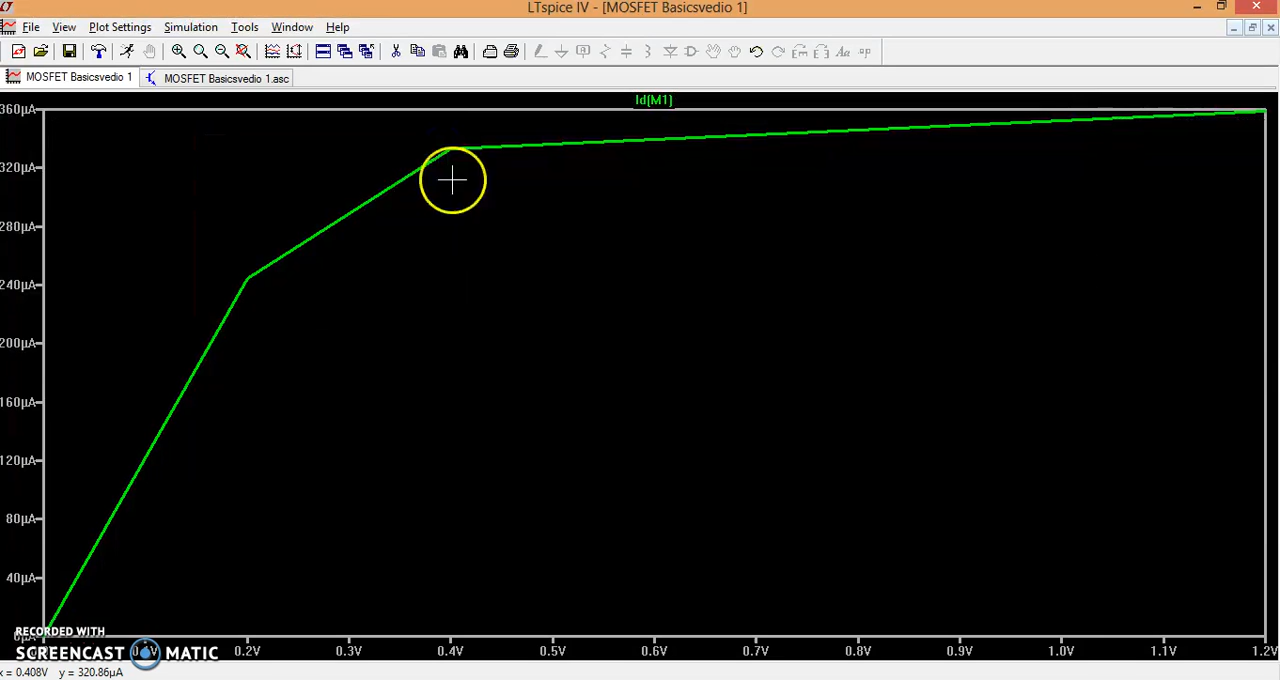 LTspice IV - [MOSFET Basicsvedio 1]
File View Plot Settings Simulation Tools Window Help
MOSFET Basicsvedio 1 MOSFET Basicsvedio 1.asc
Id(M1)
360µA
320µA
280µA
240µA
200µA
160µA
120µA
80µA
40µA
0µA
0.2V 0.3V 0.4V 0.5V 0.6V 0.7V 0.8V 0.9V 1.0V 1.1V 1.2V
RECORDED WITH
SCREENCAST MATIC
x = 0.408V y = 320.86µA